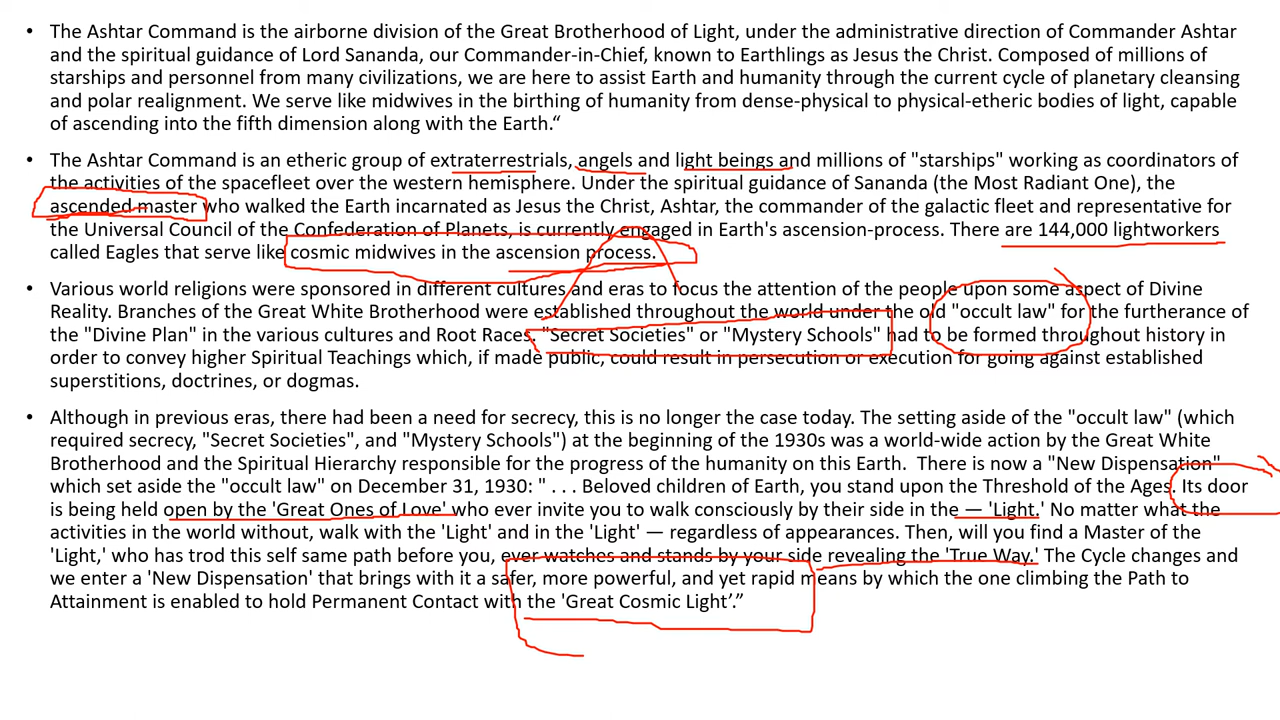 • The Ashtar Command is the airborne division of the Great Brotherhood of Light, under the administrative direction of Commander Ashtar
and the spiritual guidance of Lord Sananda, our Commander-in-Chief, known to Earthlings as Jesus the Christ. Composed of millions of
starships and personnel from many civilizations, we are here to assist Earth and humanity through the current cycle of planetary cleansing
and polar realignment. We serve like midwives in the birthing of humanity from dense-physical to physical-etheric bodies of light, capable
of ascending into the fifth dimension along with the Earth.“
• The Ashtar Command is an etheric group of extraterrestrials, angels and light beings and millions of "starships" working as coordinators of
the activities of the spacefleet over the western hemisphere. Under the spiritual guidance of Sananda (the Most Radiant One), the
ascended master who walked the Earth incarnated as Jesus the Christ, Ashtar, the commander of the galactic fleet and representative for
the Universal Council of the Confederation of Planets, is currently engaged in Earth's ascension-process. There are 144,000 lightworkers
called Eagles that serve like cosmic midwives in the ascension process.
• Various world religions were sponsored in different cultures and eras to focus the attention of the people upon some aspect of Divine
Reality. Branches of the Great White Brotherhood were established throughout the world under the old "occult law" for the furtherance of
the "Divine Plan" in the various cultures and Root Races. "Secret Societies" or "Mystery Schools" had to be formed throughout history in
order to convey higher Spiritual Teachings which, if made public, could result in persecution or execution for going against established
superstitions, doctrines, or dogmas.
• Although in previous eras, there had been a need for secrecy, this is no longer the case today. The setting aside of the "occult law" (which
required secrecy, "Secret Societies", and "Mystery Schools") at the beginning of the 1930s was a world-wide action by the Great White
Brotherhood and the Spiritual Hierarchy responsible for the progress of the humanity on this Earth.  There is now a "New Dispensation"
which set aside the "occult law" on December 31, 1930: " . . . Beloved children of Earth, you stand upon the Threshold of the Ages. Its door
is being held open by the 'Great Ones of Love' who ever invite you to walk consciously by their side in the — 'Light.' No matter what the
activities in the world without, walk with the 'Light' and in the 'Light' — regardless of appearances. Then, will you find a Master of the
'Light,' who has trod this self same path before you, ever watches and stands by your side revealing the 'True Way.' The Cycle changes and
we enter a 'New Dispensation' that brings with it a safer, more powerful, and yet rapid means by which the one climbing the Path to
Attainment is enabled to hold Permanent Contact with the 'Great Cosmic Light’.”